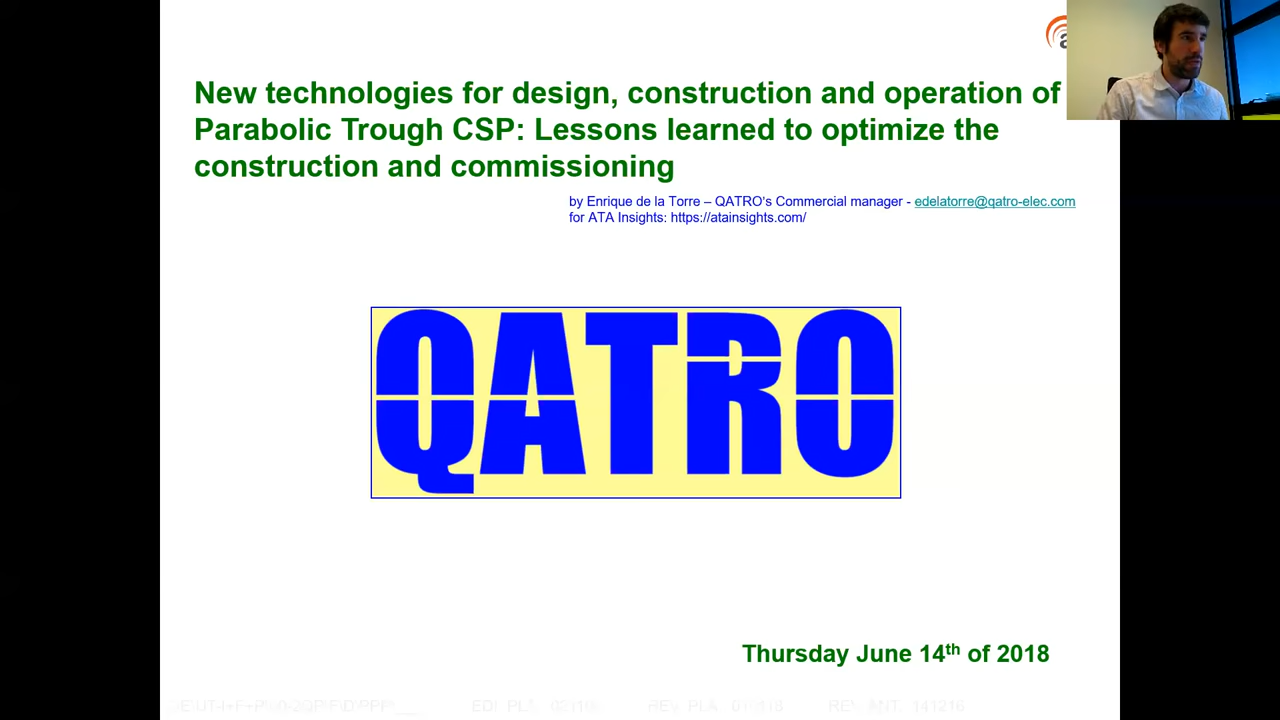 New technologies for design, construction and operation of
Parabolic Trough CSP: Lessons learned to optimize the
construction and commissioning
by Enrique de la Torre – QATRO's Commercial manager - edelatorre@qatro-elec.com
for ATA Insights: https://atainsights.com/
QATRO
Thursday June 14th of 2018